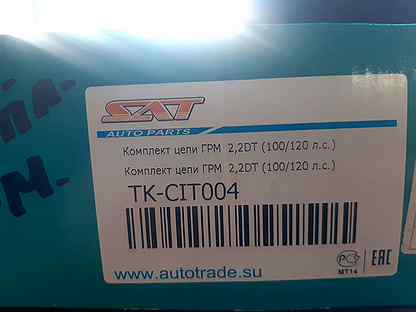 SAT
AUTO PARTS
Комплект цепи ГРМ 2,2DT (100/120 л.с.)
Комплект цепи ГРМ 2,2DT (100/120 л.с.)
TK-CIT004
www.autotrade.su
МТ14
EAC